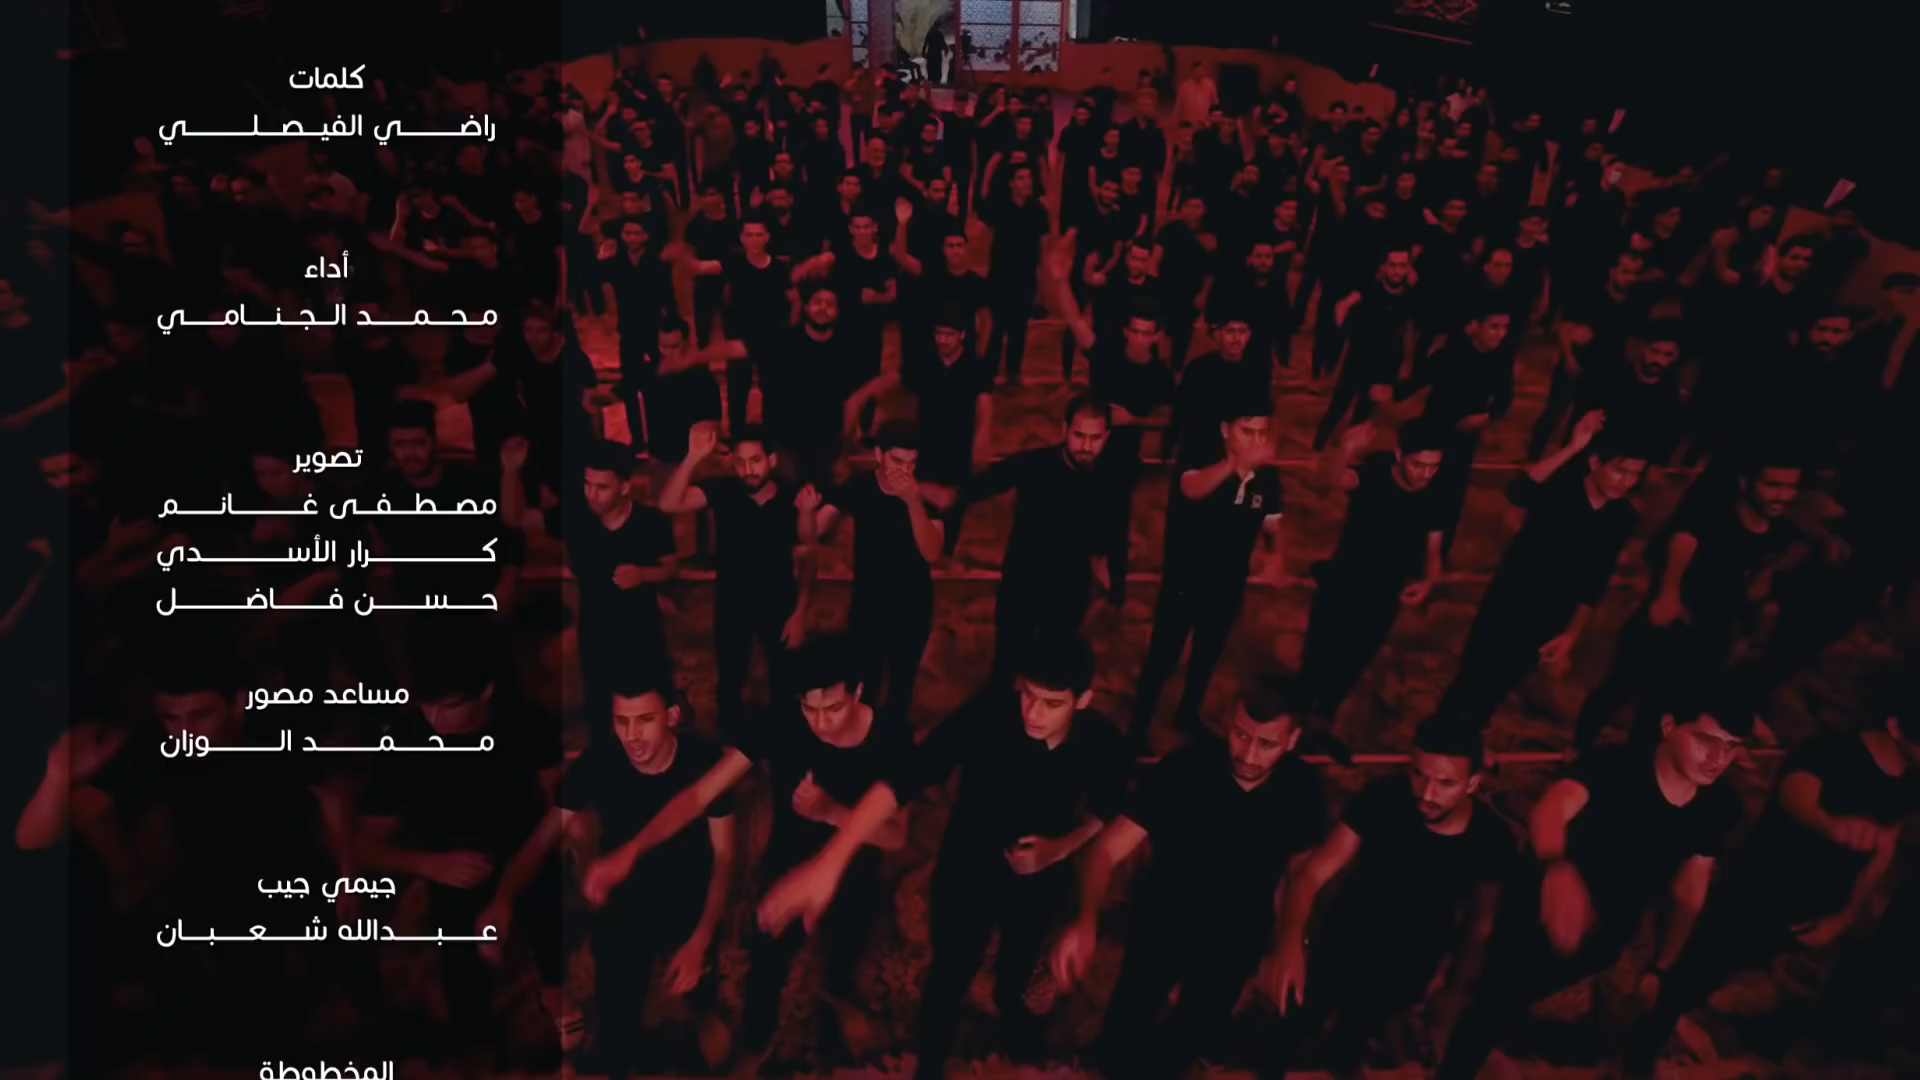 كلمات
راضي الفيصلي
أداء
محمد الجنامي
تصوير
مصطفى غانم
كرار الأسدي
حسن فاضل
مساعد مصور
محمد الوزان
جيمي جيب
عبدالله شعبان
المخطوطة